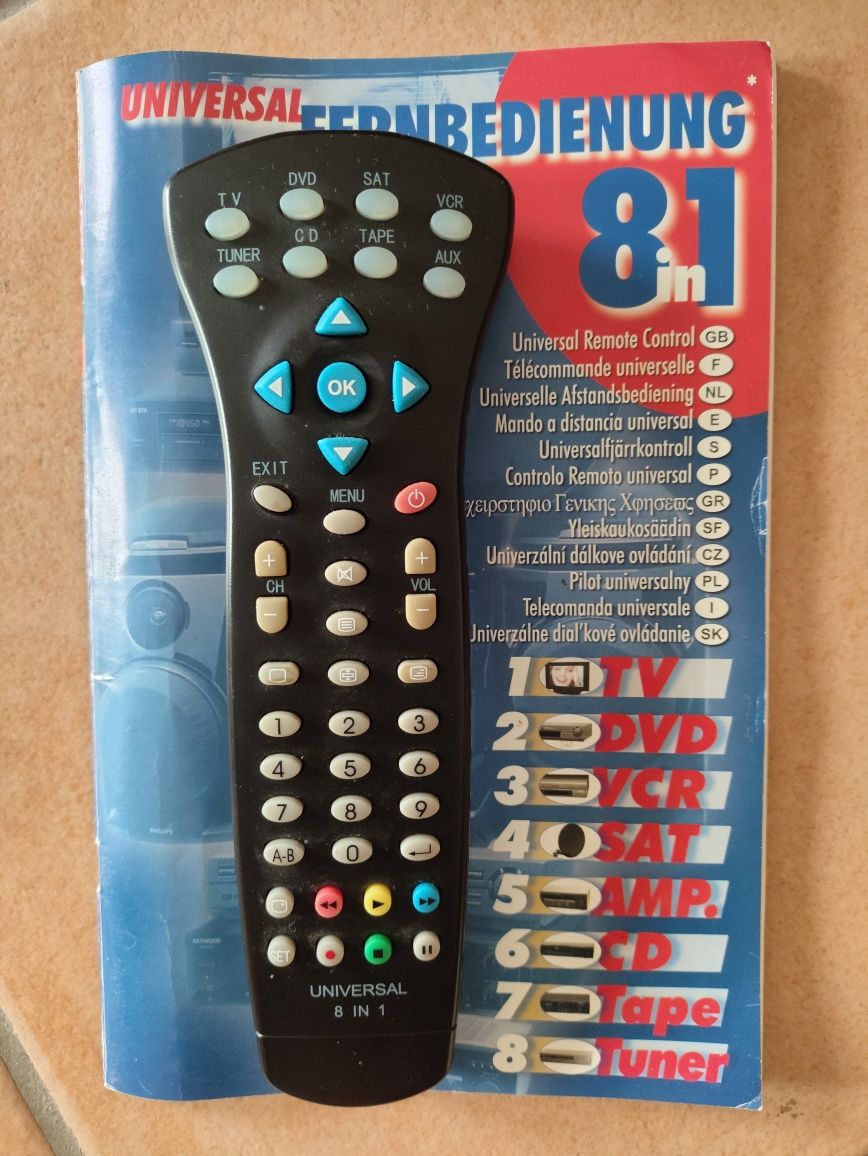 UNIVERSAL
FERNBEDIENUNG*
8in1
Universal Remote Control GB
Télécommande universelle F
Universelle Afstandsbediening NL
Mando a distancia universal E
Universalfjärrkontroll S
Controlo Remoto universal P
χειρστηριο Γενικης Χφησεως GR
Yleiskaukosäädin SF
Univerzální dálkove ovládání CZ
Pilot uniwersalny PL
Telecomanda universale I
Univerzálne dial'kové ovládanie SK
1 TV
2 DVD
3 VCR
4 SAT
5 AMP.
6 CD
7 Tape
8 Tuner
TV DVD SAT VCR
TUNER CD TAPE AUX
OK
EXIT
MENU
+ +
CH VOL
- -
1 2 3
4 5 6
7 8 9
A-B 0
SET
UNIVERSAL
8 IN 1
PHILIPS
KENWOOD